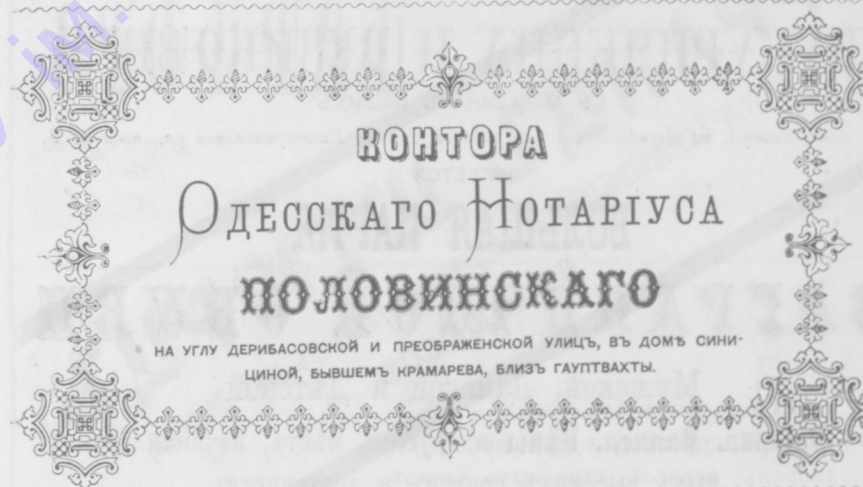 КОНТОРА
ОДЕССКАГО НОТАРІУСА
ПОЛОВИНСКАГО
НА УГЛУ ДЕРИБАСОВСКОЙ И ПРЕОБРАЖЕНСКОЙ УЛИЦЪ, ВЪ ДОМѢ СИНИ-
ЦИНОЙ, БЫВШЕМЪ КРАМАРЕВА, БЛИЗЪ ГАУПТВАХТЫ.